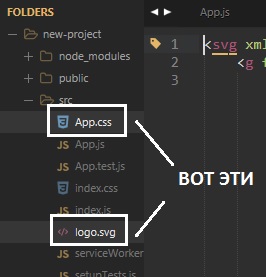 FOLDERS
new-project
node_modules
public
src
App.css
App.js
App.test.js
index.css
index.js
logo.svg
serviceWorker
setupTests.js
App.js
1 <svg xml
2 <g f
3
ВОТ ЭТИ